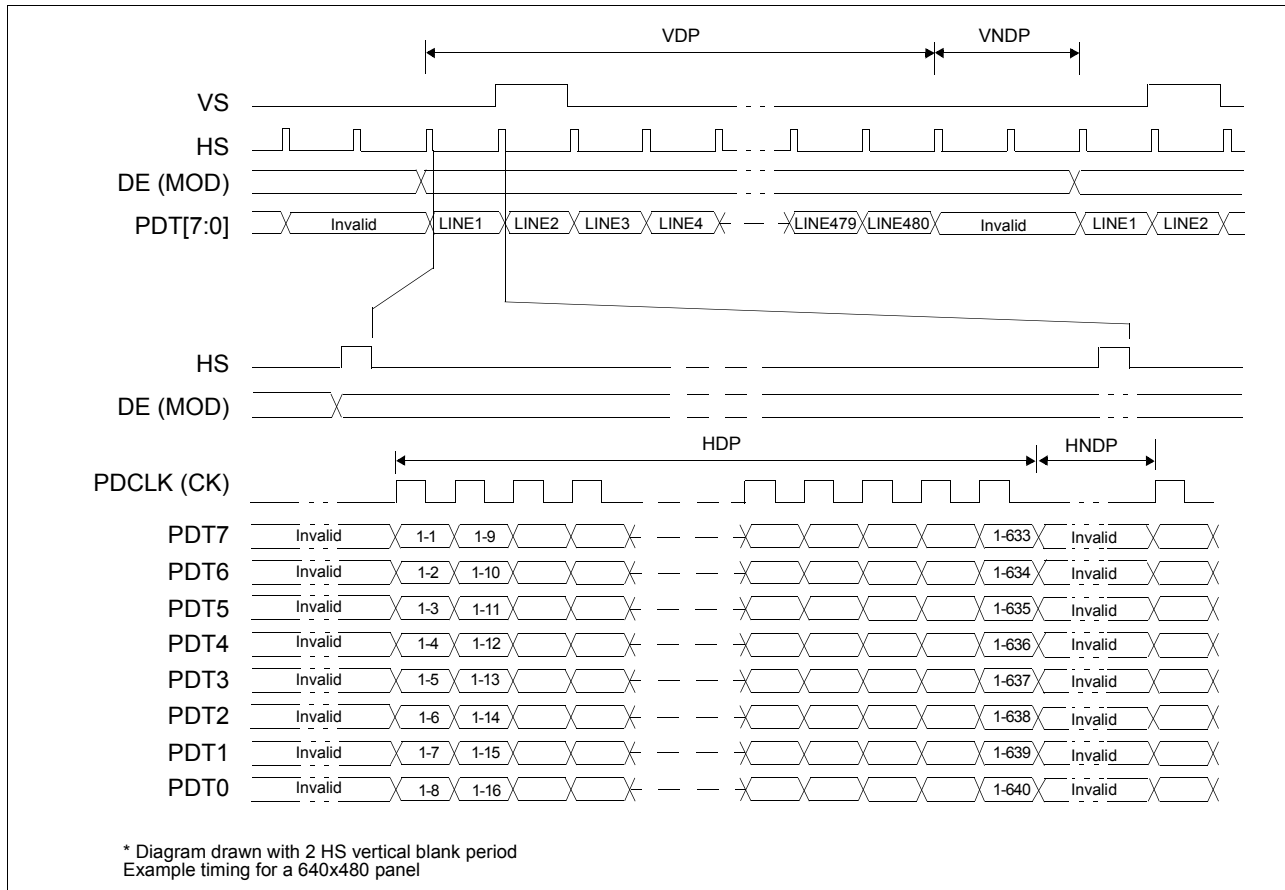 VDP VNDP
VS
HS
DE (MOD)
PDT[7:0] Invalid LINE1 LINE2 LINE3 LINE4 LINE479 LINE480 Invalid LINE1 LINE2
HS
DE (MOD)
HDP HNDP
PDCLK (CK)
PDT7 Invalid 1-1 1-9 1-633 Invalid
PDT6 Invalid 1-2 1-10 1-634 Invalid
PDT5 Invalid 1-3 1-11 1-635 Invalid
PDT4 Invalid 1-4 1-12 1-636 Invalid
PDT3 Invalid 1-5 1-13 1-637 Invalid
PDT2 Invalid 1-6 1-14 1-638 Invalid
PDT1 Invalid 1-7 1-15 1-639 Invalid
PDT0 Invalid 1-8 1-16 1-640 Invalid
* Diagram drawn with 2 HS vertical blank period
Example timing for a 640x480 panel